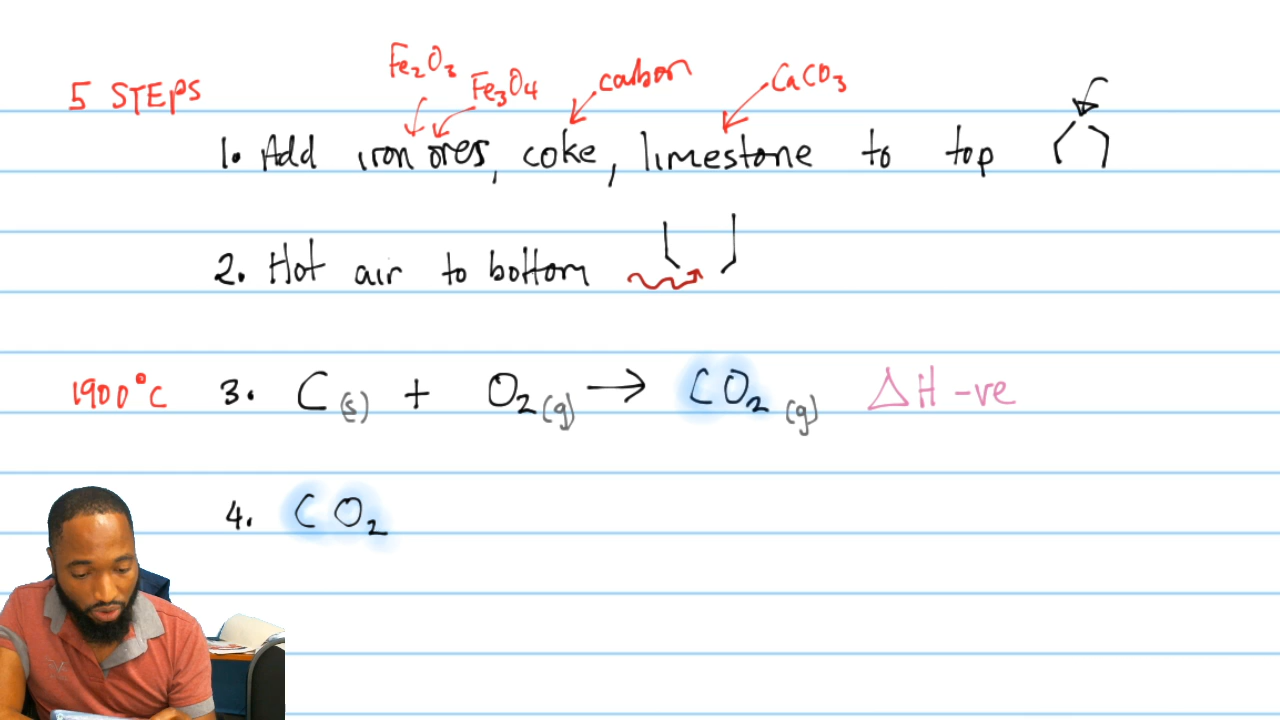 5 STEPS
Fe₂O₃
Fe₃O₄
carbon
CaCO₃
1. Add iron ores, coke, limestone to top
2. Hot air to bottom
1900°C 3. C(s) + O₂(g) → CO₂(g) ΔH -ve
4. CO₂